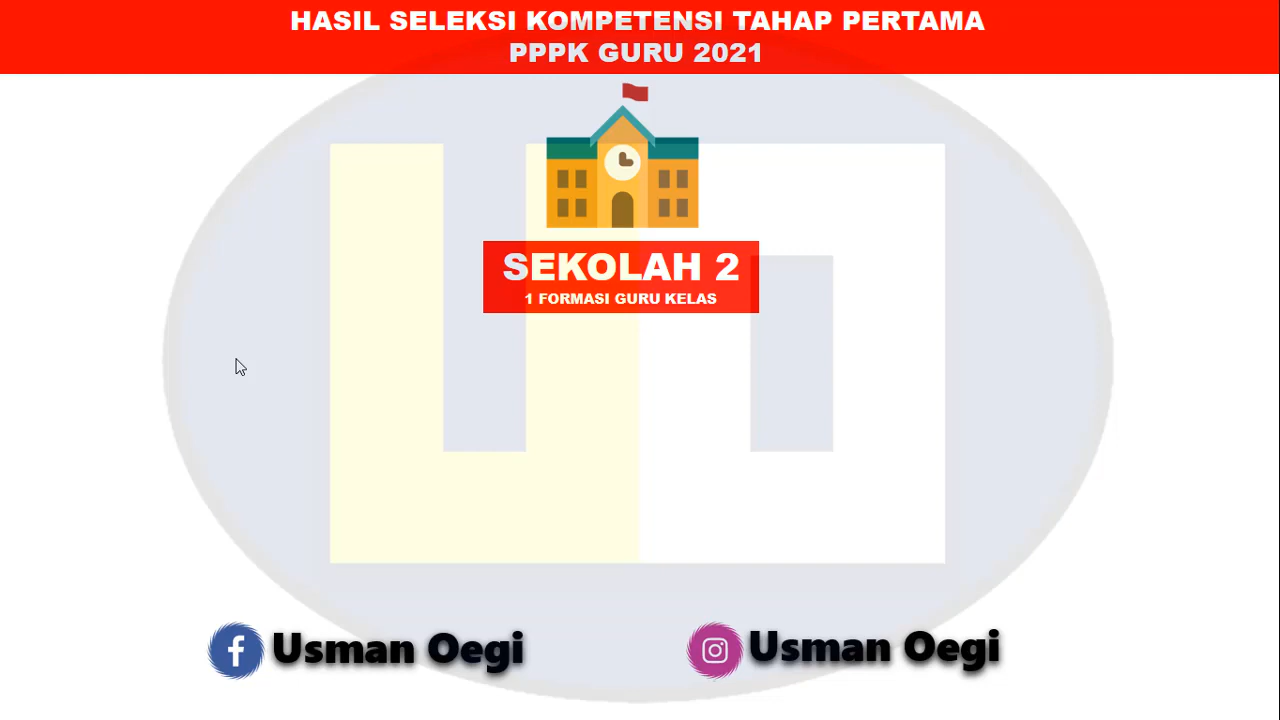 HASIL SELEKSI KOMPETENSI TAHAP PERTAMA
PPPK GURU 2021
SEKOLAH 2
1 FORMASI GURU KELAS
Usman Oegi
Usman Oegi